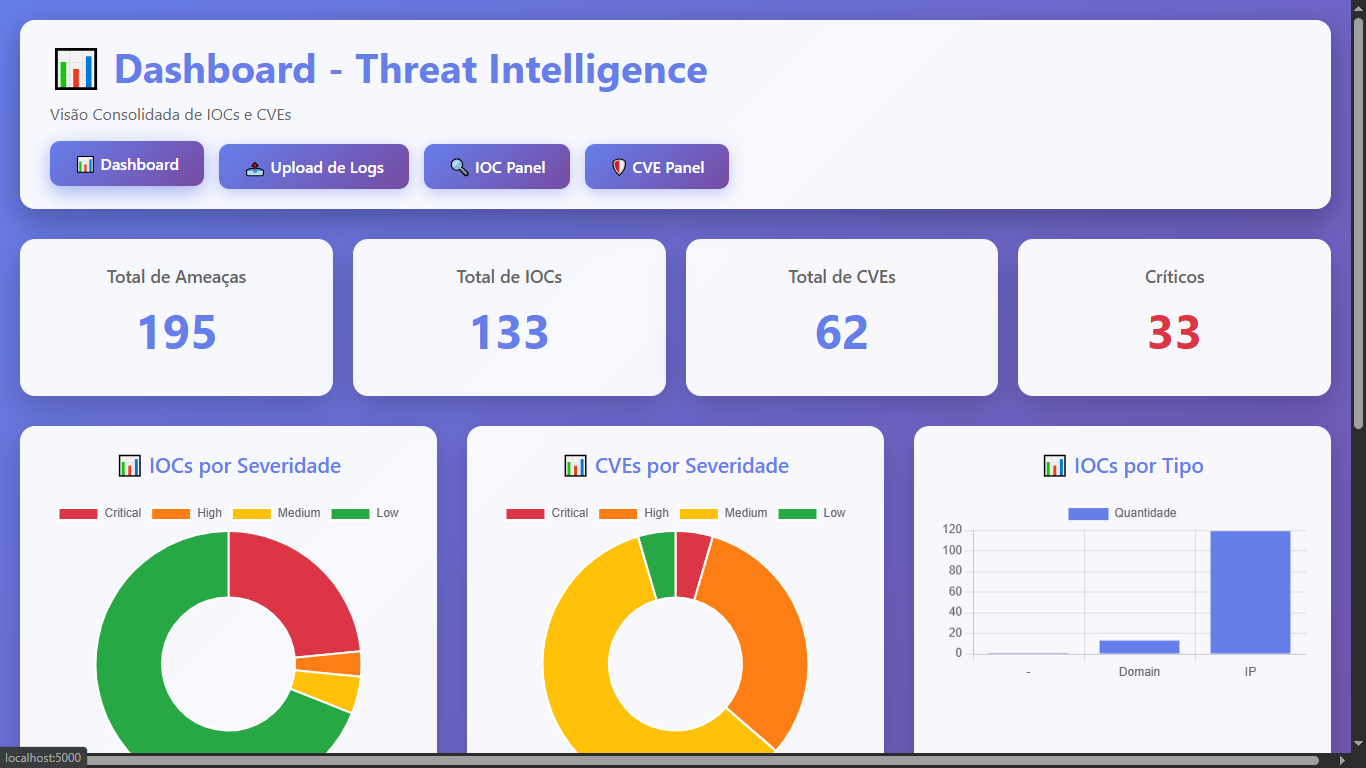 Dashboard - Threat Intelligence
Visão Consolidada de IOCs e CVEs
Dashboard
Upload de Logs
IOC Panel
CVE Panel
Total de Ameaças
195
Total de IOCs
133
Total de CVEs
62
Críticos
33
IOCs por Severidade
Critical High Medium Low
CVEs por Severidade
Critical High Medium Low
IOCs por Tipo
Quantidade
120
100
80
60
40
20
0
- Domain IP
localhost:5000